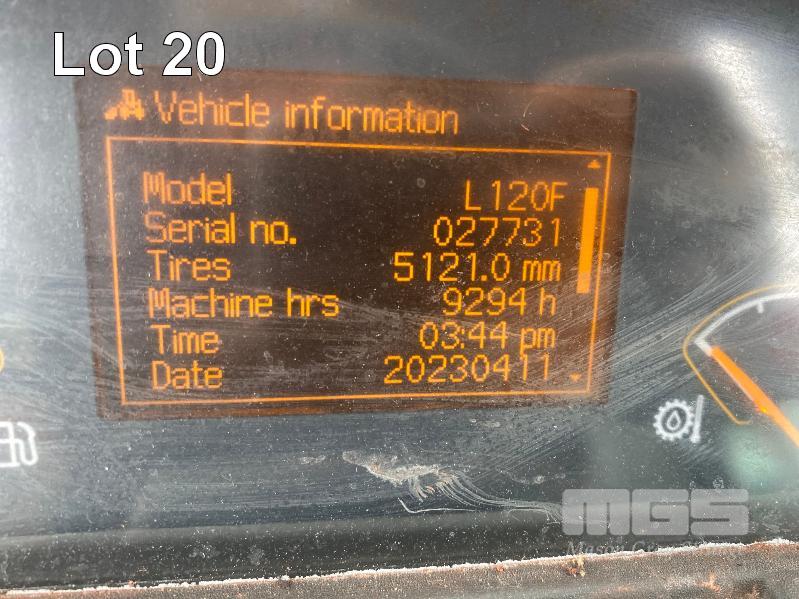 Lot 20
Vehicle information
Model L120F
Serial no. 027731
Tires 5121.0 mm
Machine hrs 9294 h
Time 03:44 pm
Date 20230411
MGS